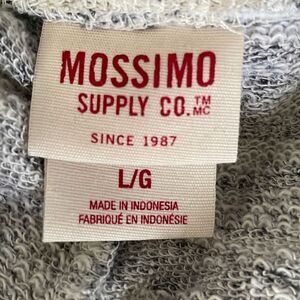 MOSSIMO
SUPPLY CO.™ MC
SINCE 1987
L/G
MADE IN INDONESIA
FABRIQUÉ EN INDONÉSIE